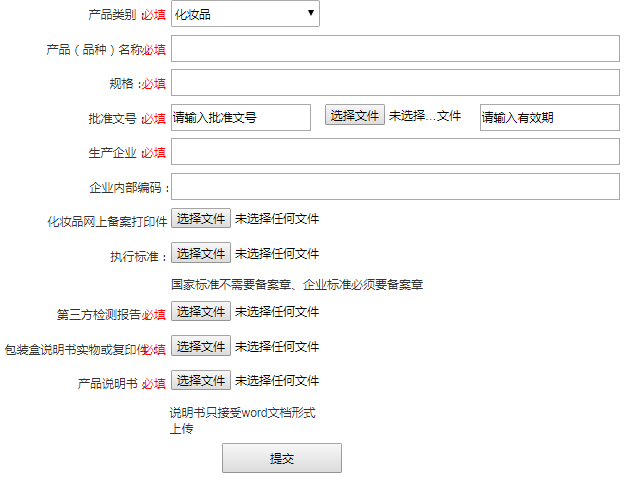 产品类别：必填 化妆品
产品（品种）名称：必填
规格：必填
批准文号：必填 请输入批准文号 选择文件 未选择...文件 请输入有效期
生产企业：必填
企业内部编码：
化妆品网上备案打印件 选择文件 未选择任何文件
执行标准： 选择文件 未选择任何文件
国家标准不需要备案章、企业标准必须要备案章
第三方检测报告：必填 选择文件 未选择任何文件
包装盒说明书实物或复印件：必填 选择文件 未选择任何文件
产品说明书：必填 选择文件 未选择任何文件
说明书只接受word文档形式
上传
提交